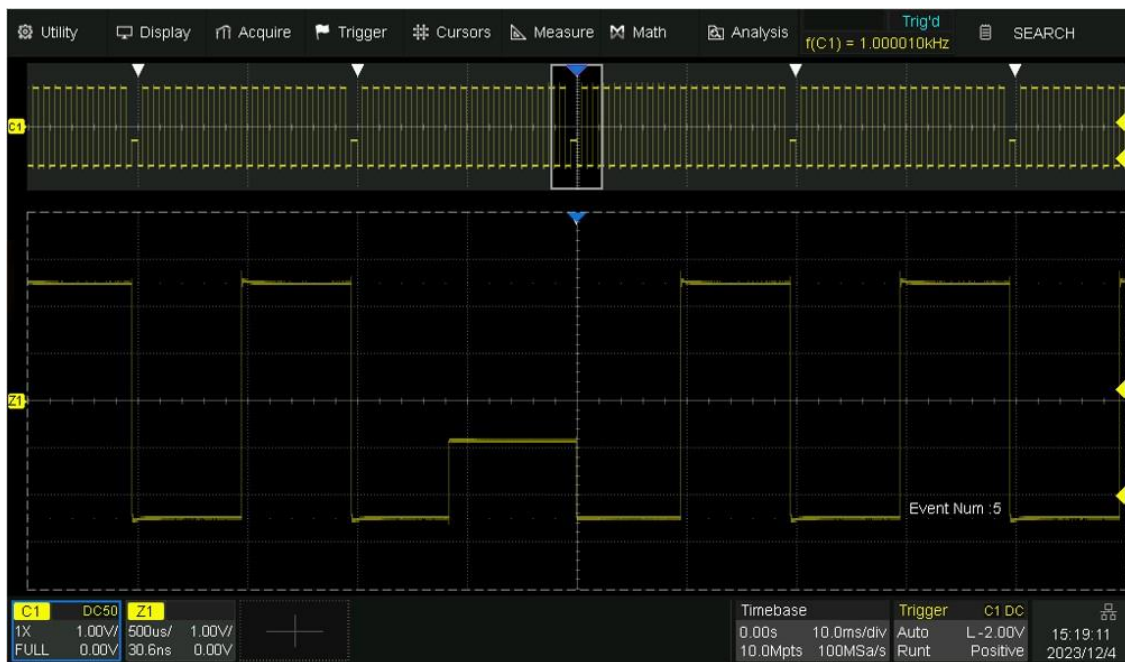 Utility Display Acquire Trigger Cursors Measure Math Analysis Trig'd SEARCH
f(C1) = 1.000010kHz
C1
Z1
Event Num :5
C1 DC50 Z1 Timebase Trigger C1 DC
1X 1.00V/ 500us/ 1.00V/ 0.00s 10.0ms/div Auto L -2.00V 15:19:11
FULL 0.00V 30.6ns 0.00V 10.0Mpts 100MSa/s Runt Positive 2023/12/4